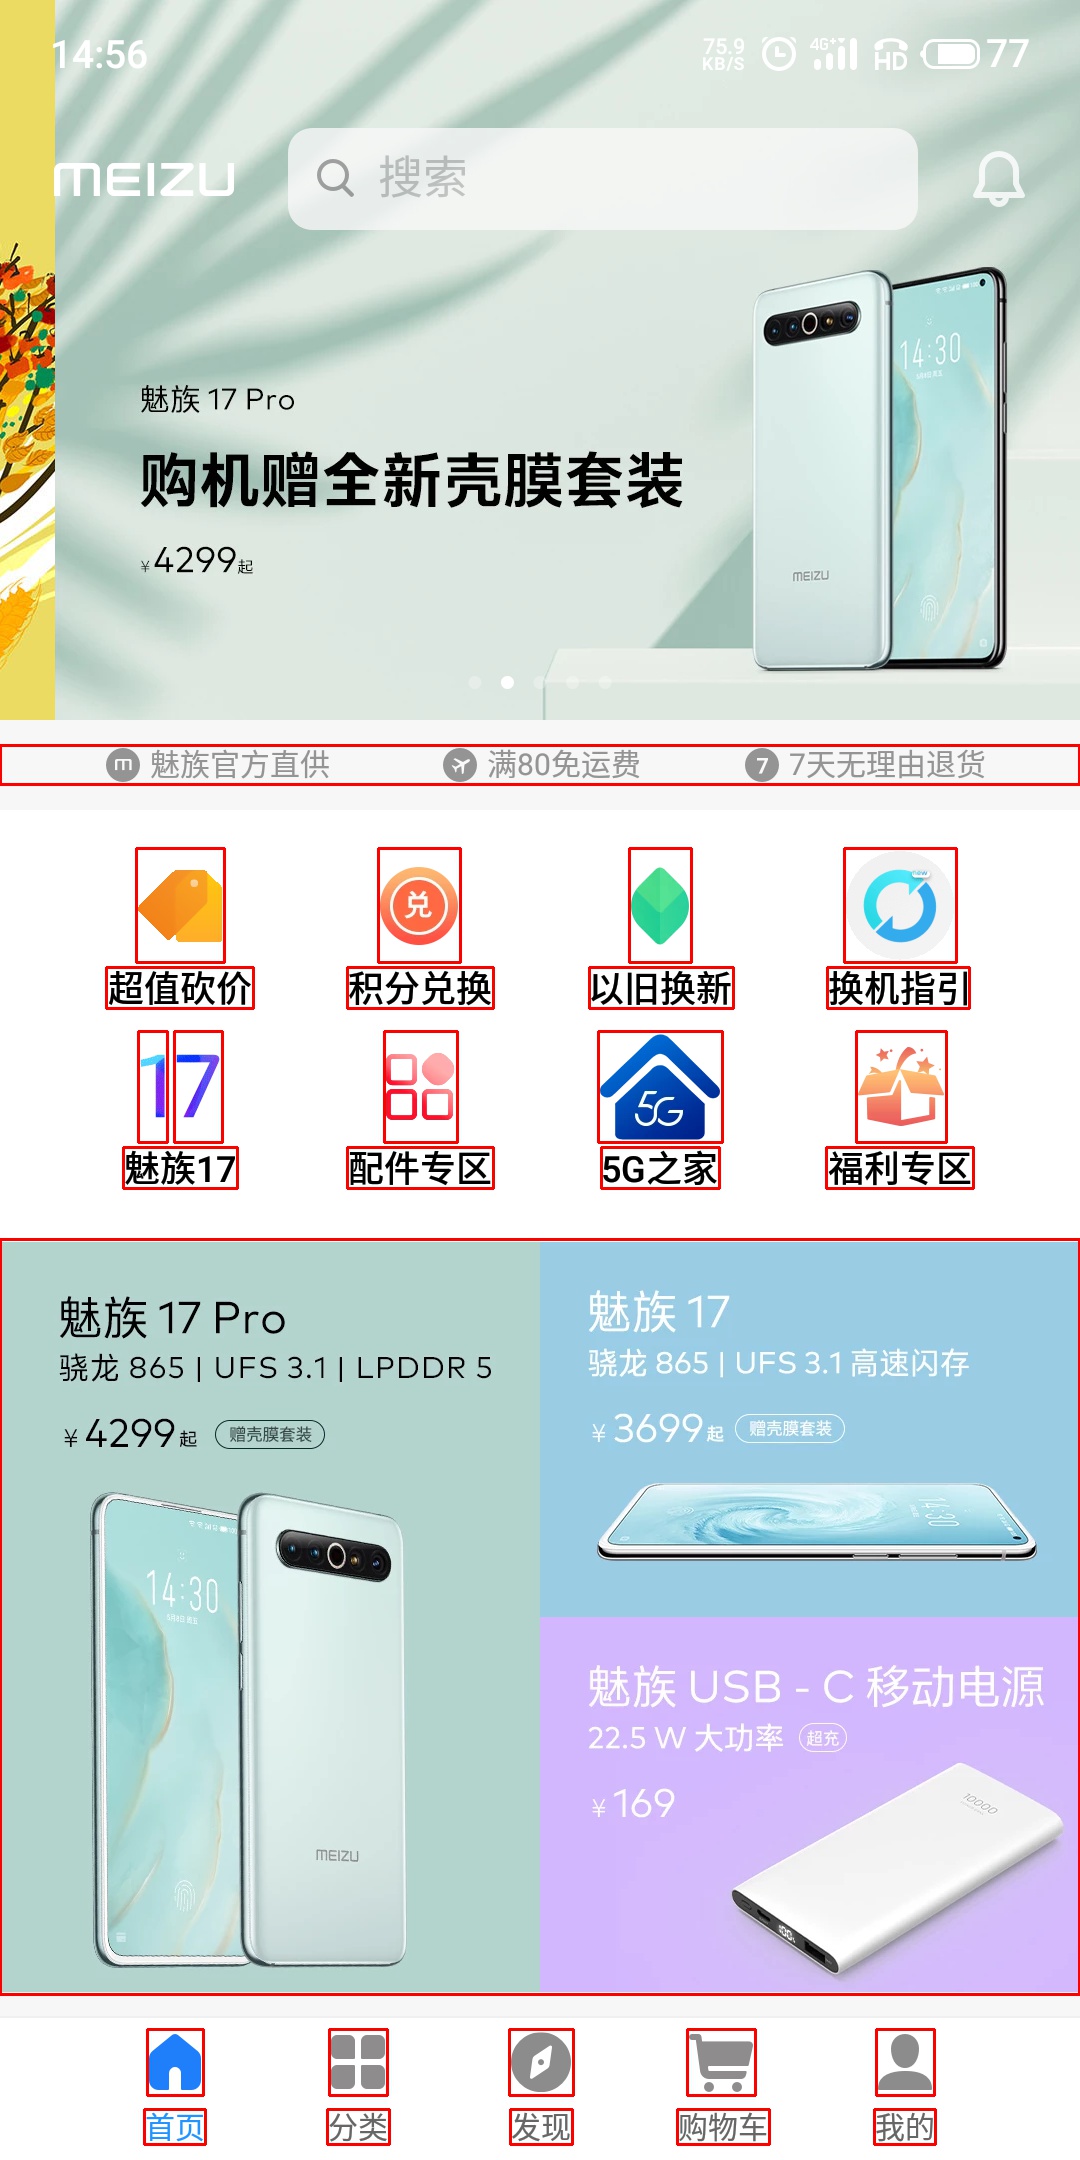 14:56
75.9 KB/S 4G+ HD 77
MEIZU
搜索
14:30
魅族 17 Pro
购机赠全新壳膜套装
¥4299起
MEIZU
m 魅族官方直供
满80免运费
7 7天无理由退货
超值砍价
兑
积分兑换
以旧换新
new
换机指引
17
魅族17
配件专区
5G
5G之家
福利专区
魅族 17 Pro
骁龙 865 | UFS 3.1 | LPDDR 5
¥4299起 赠壳膜套装
14:30
MEIZU
魅族 17
骁龙 865 | UFS 3.1 高速闪存
¥3699起 赠壳膜套装
14:30
魅族 USB - C 移动电源
22.5 W 大功率 超充
¥169
10000
首页
分类
发现
购物车
我的